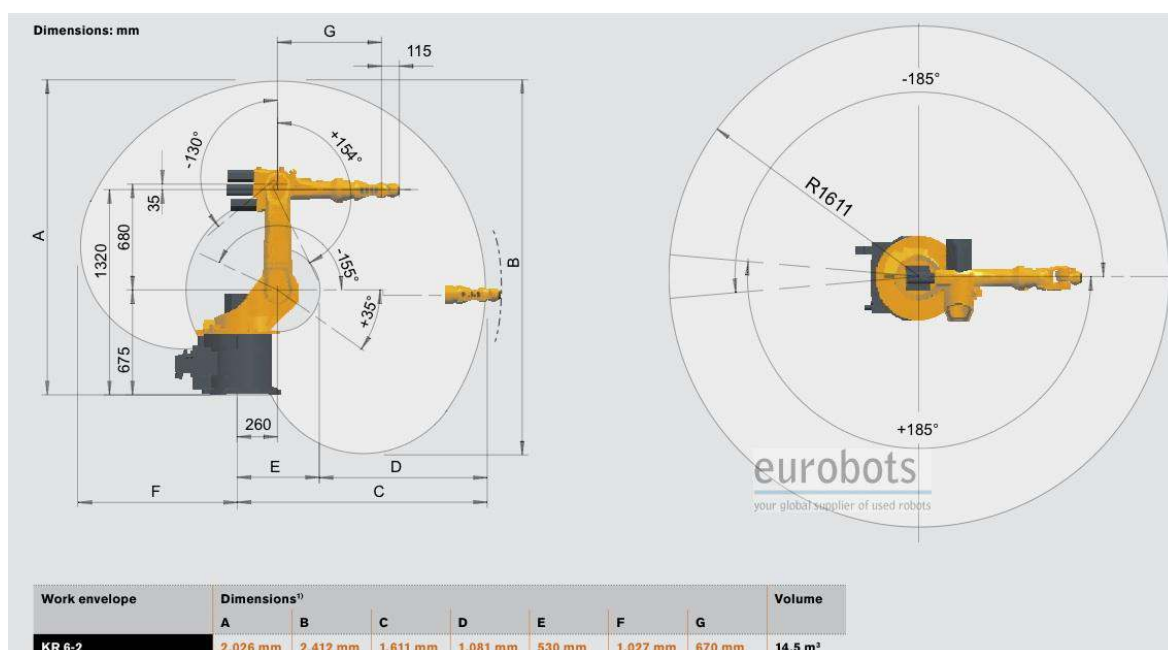 Dimensions: mm
G
115
-130°
+154°
35
A
680
1320
-155°
B
+35°
675
260
E
D
F
C
-185°
R1611
+185°
eurobots
your global supplier of used robots
Work envelope Dimensions¹⁾ Volume
A B C D E F G
KR 6-2 2.026 mm 2.412 mm 1.611 mm 1.081 mm 530 mm 1.027 mm 670 mm 14,5 m³